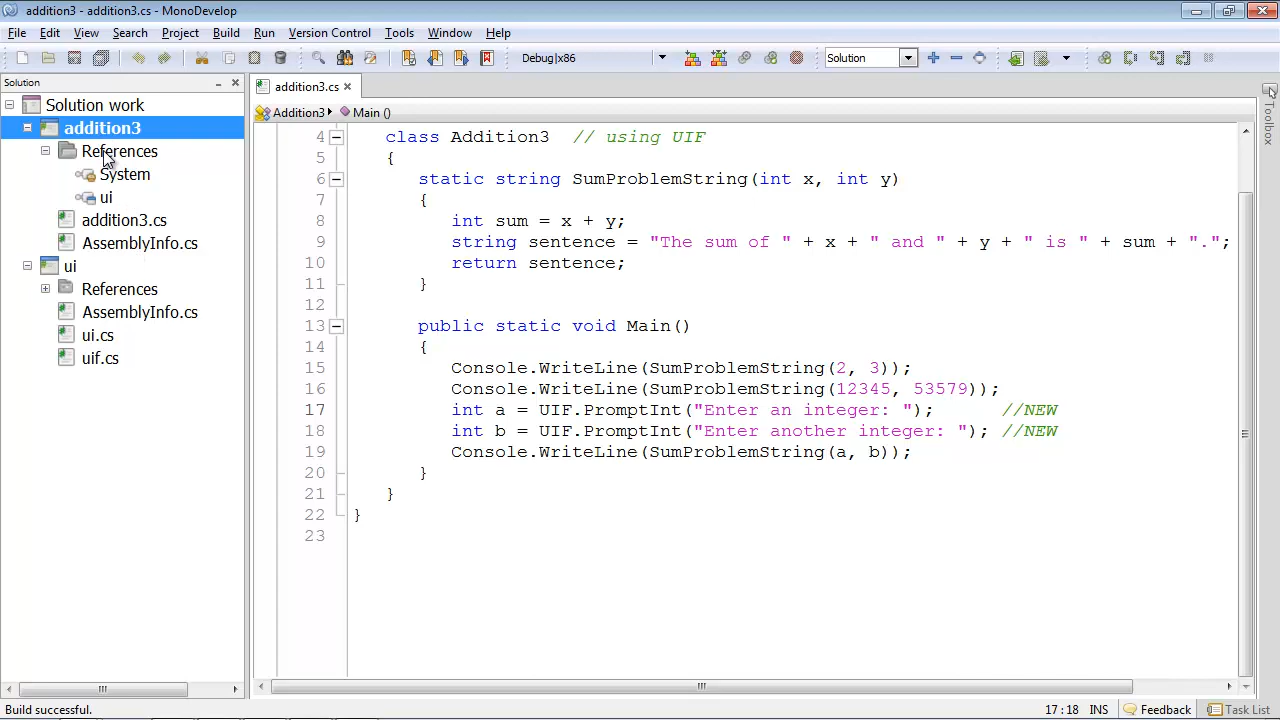 addition3 - addition3.cs - MonoDevelop
File Edit View Search Project Build Run Version Control Tools Window Help
Debug|x86 Solution
Solution
addition3.cs
Addition3 Main ()
Solution work
addition3
References
System
ui
addition3.cs
AssemblyInfo.cs
ui
References
AssemblyInfo.cs
ui.cs
uif.cs
4 class Addition3 // using UIF
5 {
6 static string SumProblemString(int x, int y)
7 {
8 int sum = x + y;
9 string sentence = "The sum of " + x + " and " + y + " is " + sum + ".";
10 return sentence;
11 }
12
13 public static void Main()
14 {
15 Console.WriteLine(SumProblemString(2, 3));
16 Console.WriteLine(SumProblemString(12345, 53579));
17 int a = UIF.PromptInt("Enter an integer: "); //NEW
18 int b = UIF.PromptInt("Enter another integer: "); //NEW
19 Console.WriteLine(SumProblemString(a, b));
20 }
21 }
22 }
23
Toolbox
Build successful. 17 : 18 INS Feedback Task List